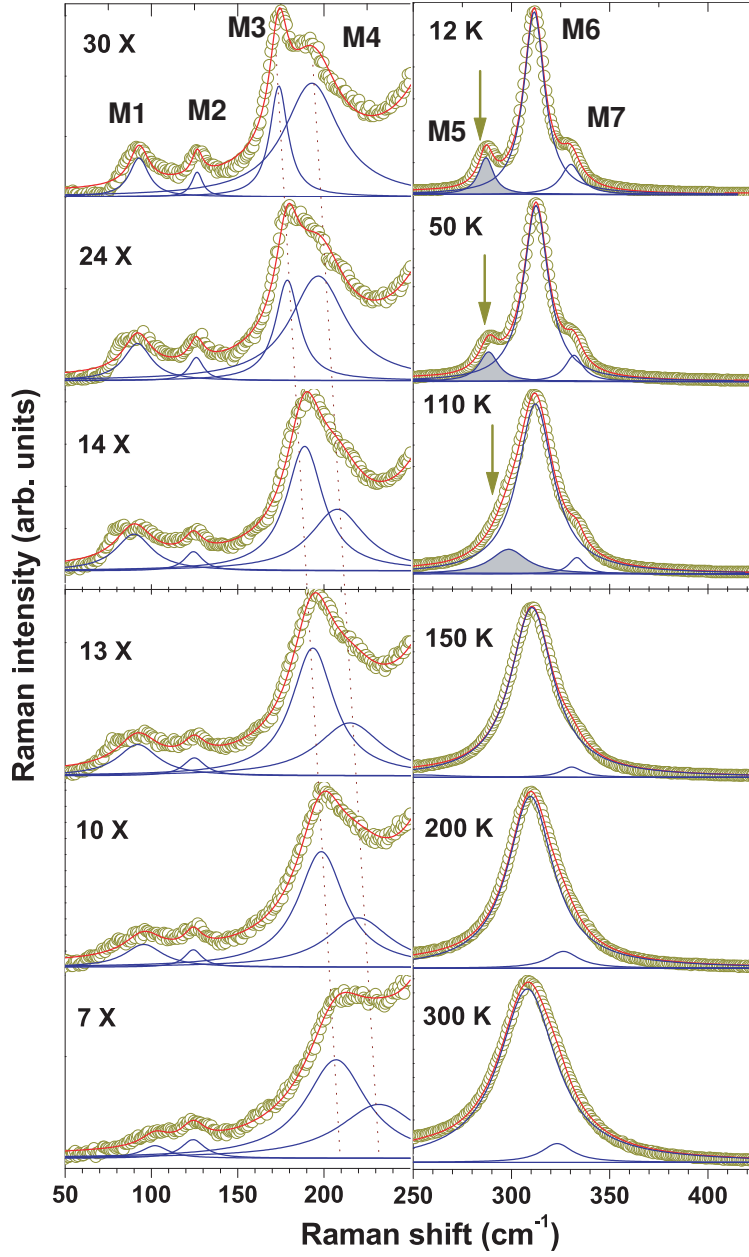 M3
M4
30 X
M1
M2
12 K
M6
M5
M7
24 X
50 K
14 X
110 K
13 X
150 K
10 X
200 K
7 X
300 K
Raman intensity (arb. units)
50 100 150 200 250 300 350 400
Raman shift (cm⁻¹)